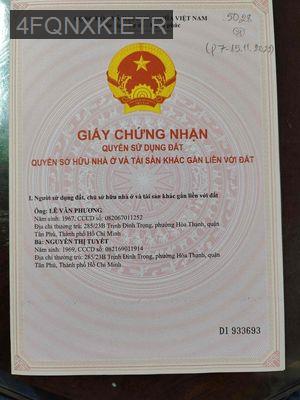 4FQNXKIETR
A VIỆT NAM
phúc
5028
GIẤY CHỨNG NHẬN
QUYỀN SỬ DỤNG ĐẤT
QUYỀN SỞ HỮU NHÀ Ở VÀ TÀI SẢN KHÁC GẮN LIỀN VỚI ĐẤT
I. Người sử dụng đất, chủ sở hữu nhà ở và tài sản khác gắn liền với đất
Ông: LÊ VĂN PHƯƠNG
Năm sinh: 1967, CCCD số: 082067011252
Địa chỉ thường trú: 285/23B Trịnh Đình Trọng, phường Hòa Thạnh, quận
Tân Phú, Thành phố Hồ Chí Minh
Bà: NGUYỄN THỊ TUYẾT
Năm sinh: 1969, CCCD số: 082169011914
Địa chỉ thường trú: 285/23B Trịnh Đình Trọng, phường Hòa Thạnh, quận
Tân Phú, Thành phố Hồ Chí Minh
DI 933693